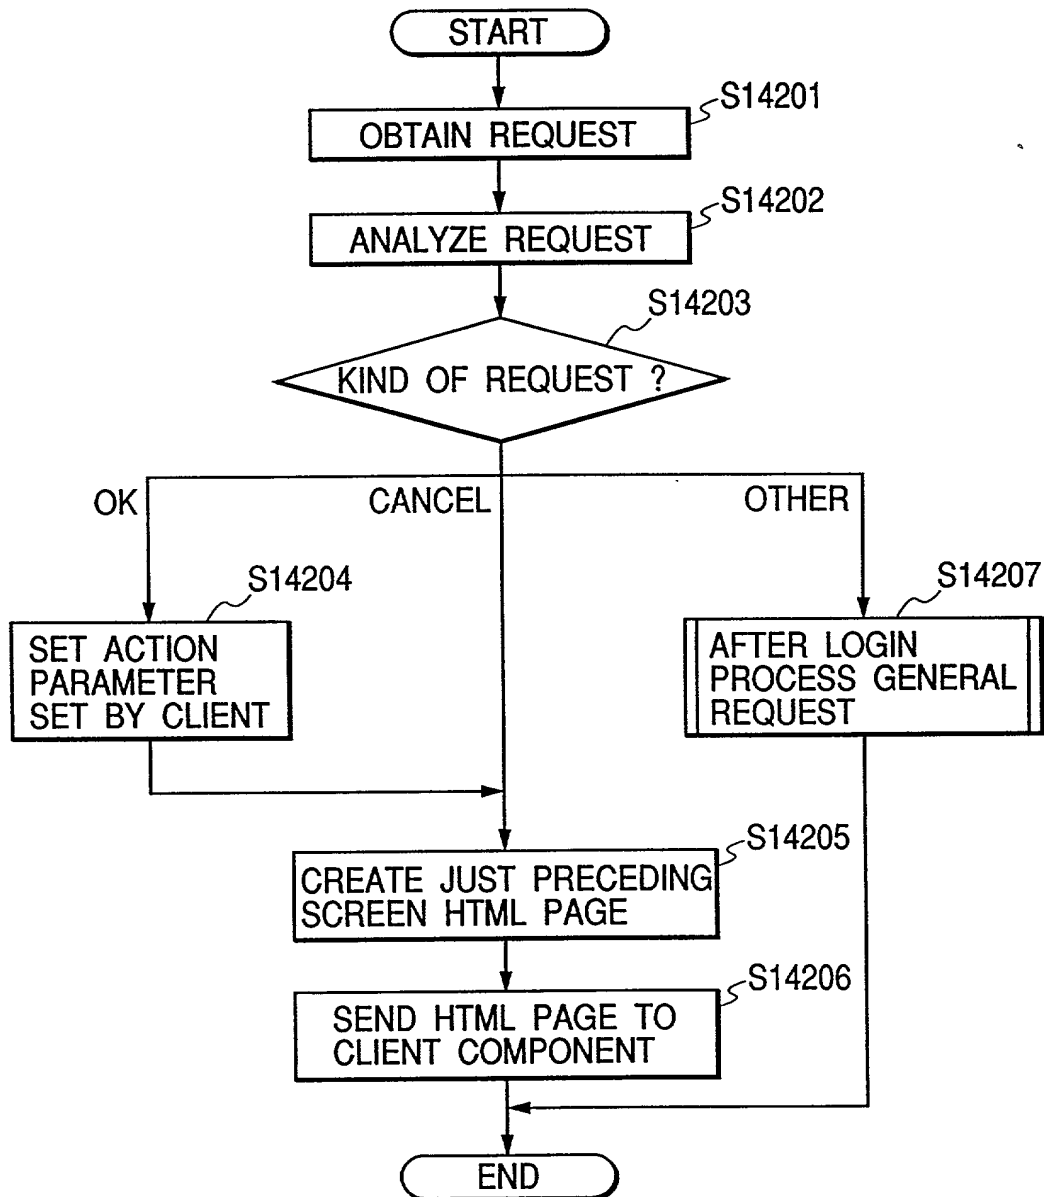 START
S14201
OBTAIN REQUEST
S14202
ANALYZE REQUEST
S14203
KIND OF REQUEST ?
OK
CANCEL
OTHER
S14204
SET ACTION
PARAMETER
SET BY CLIENT
S14207
AFTER LOGIN
PROCESS GENERAL
REQUEST
S14205
CREATE JUST PRECEDING
SCREEN HTML PAGE
S14206
SEND HTML PAGE TO
CLIENT COMPONENT
END